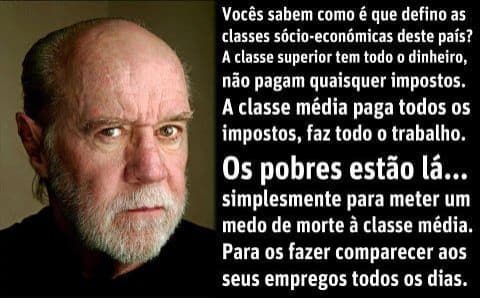 Vocês sabem como é que defino as
classes sócio-económicas deste país?
A classe superior tem todo o dinheiro,
não pagam quaisquer impostos.
A classe média paga todos os
impostos, faz todo o trabalho.
Os pobres estão lá...
simplesmente para meter um
medo de morte à classe média.
Para os fazer comparecer aos
seus empregos todos os dias.